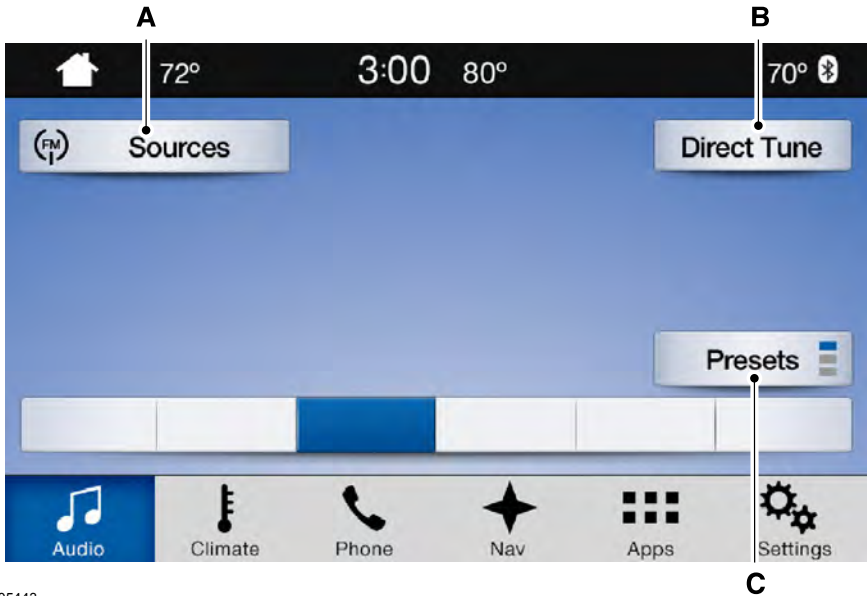 A
B
72° 3:00 80° 70°
FM Sources
Direct Tune
Presets
Audio Climate Phone Nav Apps Settings
C